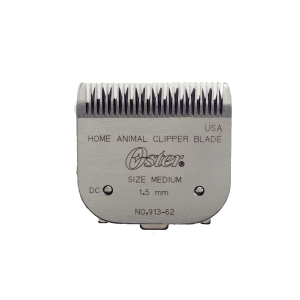 USA
HOME ANIMAL CLIPPER BLADE
Oster®
SIZE MEDIUM
DC 1.5 mm
NO.913-62